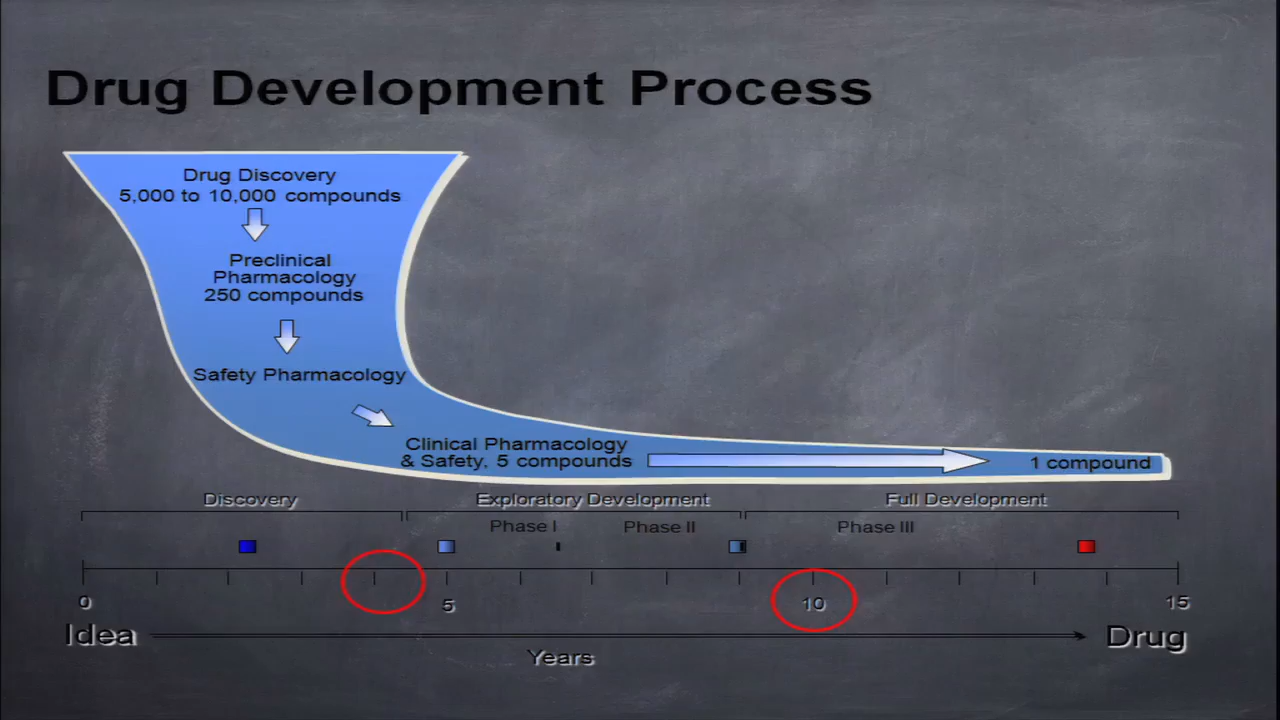 Drug Development Process
Drug Discovery
5,000 to 10,000 compounds
Preclinical
Pharmacology
250 compounds
Safety Pharmacology
Clinical Pharmacology
& Safety, 5 compounds
1 compound
Discovery
Exploratory Development
Full Development
Phase I
Phase II
Phase III
0
5
10
15
Idea
Drug
Years